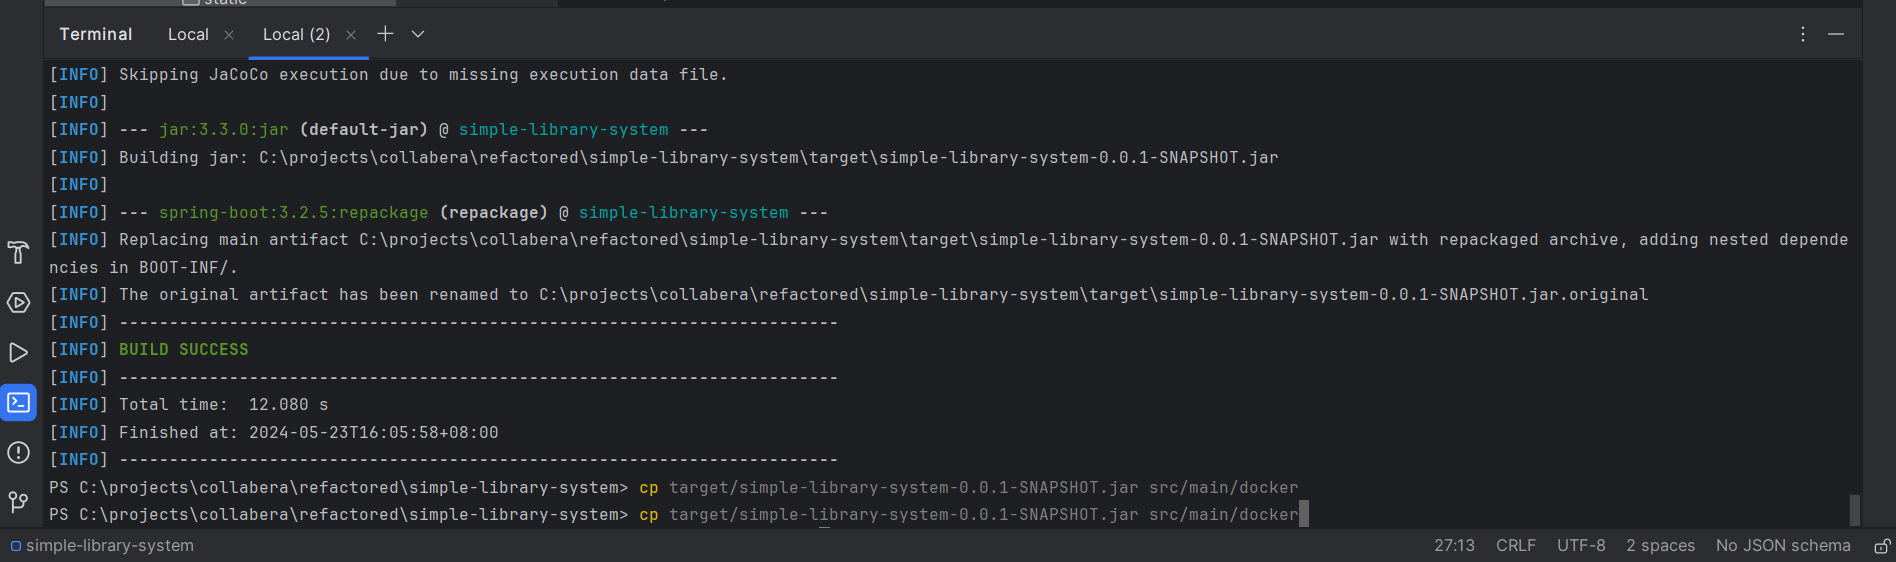 static
Terminal Local Local (2)
[INFO] Skipping JaCoCo execution due to missing execution data file.
[INFO]
[INFO] --- jar:3.3.0:jar (default-jar) @ simple-library-system ---
[INFO] Building jar: C:\projects\collabera\refactored\simple-library-system\target\simple-library-system-0.0.1-SNAPSHOT.jar
[INFO]
[INFO] --- spring-boot:3.2.5:repackage (repackage) @ simple-library-system ---
[INFO] Replacing main artifact C:\projects\collabera\refactored\simple-library-system\target\simple-library-system-0.0.1-SNAPSHOT.jar with repackaged archive, adding nested depende
ncies in BOOT-INF/.
[INFO] The original artifact has been renamed to C:\projects\collabera\refactored\simple-library-system\target\simple-library-system-0.0.1-SNAPSHOT.jar.original
[INFO] ------------------------------------------------------------------------
[INFO] BUILD SUCCESS
[INFO] ------------------------------------------------------------------------
[INFO] Total time:  12.080 s
[INFO] Finished at: 2024-05-23T16:05:58+08:00
[INFO] ------------------------------------------------------------------------
PS C:\projects\collabera\refactored\simple-library-system> cp target/simple-library-system-0.0.1-SNAPSHOT.jar src/main/docker
PS C:\projects\collabera\refactored\simple-library-system> cp target/simple-library-system-0.0.1-SNAPSHOT.jar src/main/docker
simple-library-system 27:13 CRLF UTF-8 2 spaces No JSON schema